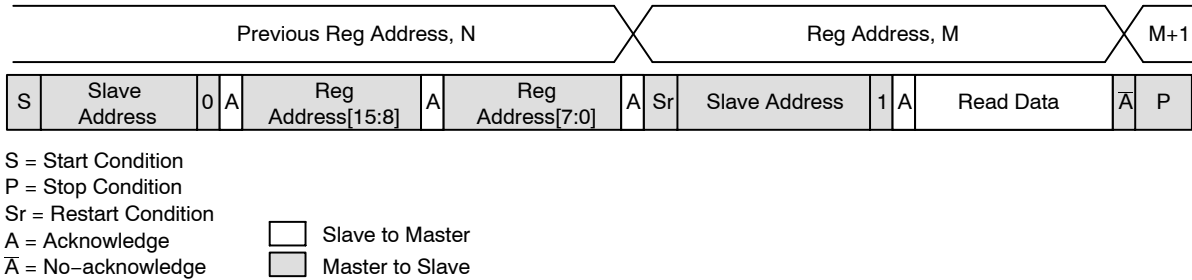 Previous Reg Address, N Reg Address, M M+1
S Slave Address 0 A Reg Address[15:8] A Reg Address[7:0] A Sr Slave Address 1 A Read Data A̅ P
S = Start Condition
P = Stop Condition
Sr = Restart Condition
A = Acknowledge
A̅ = No−acknowledge
Slave to Master
Master to Slave